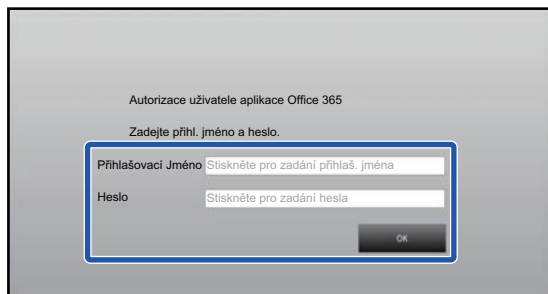 Autorizace uživatele aplikace Office 365
Zadejte přihl. jméno a heslo.
Přihlašovací Jméno Stiskněte pro zadání přihlaš. jména
Heslo Stiskněte pro zadání hesla
OK